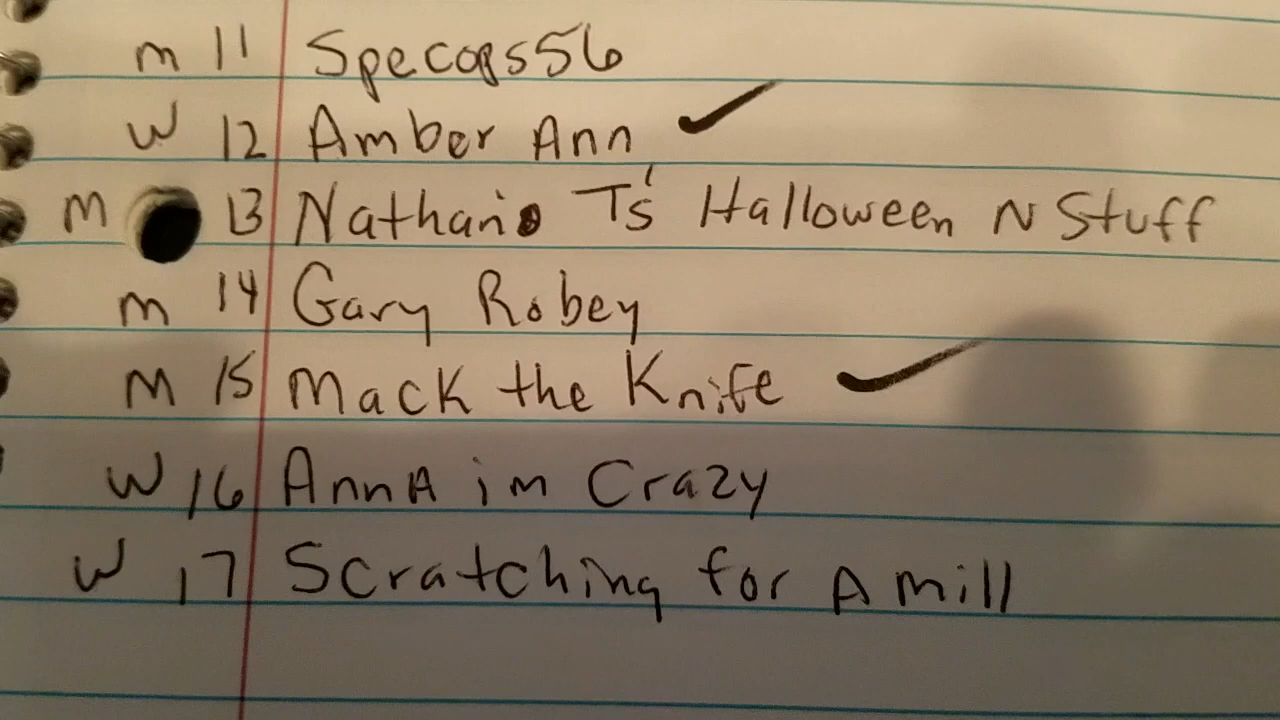 m 11 Specops56
W 12 Amber Ann ✓
M 13 Nathan Ts' Halloween N Stuff
m 14 Gary Robey
M 15 Mack the Knife ✓
W 16 AnnA im Crazy
W 17 Scratching for A mill